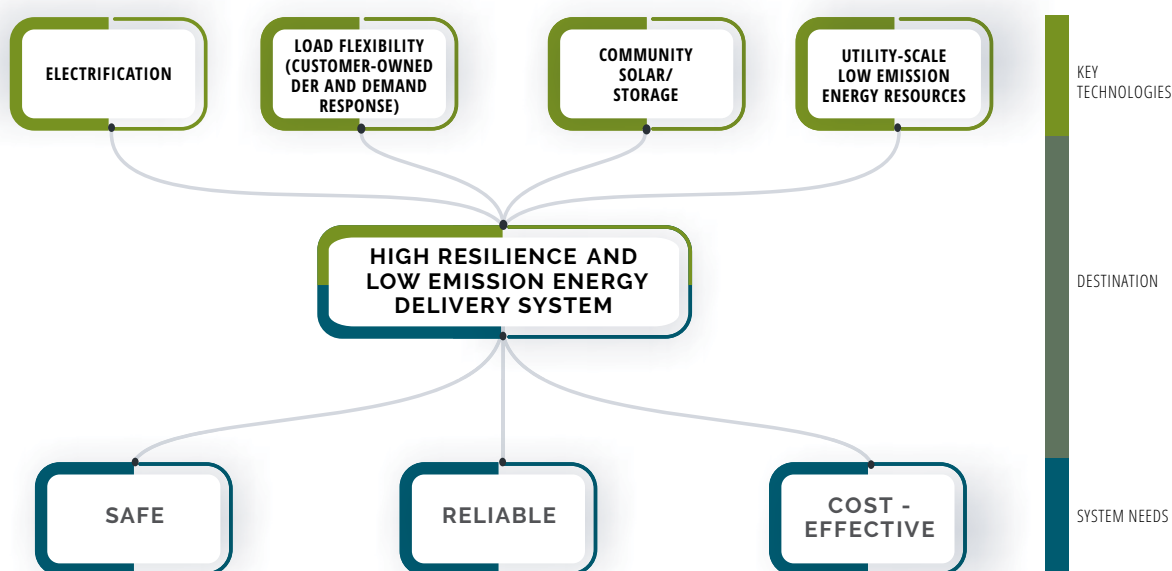 ELECTRIFICATION
LOAD FLEXIBILITY
(CUSTOMER-OWNED
DER AND DEMAND
RESPONSE)
COMMUNITY
SOLAR/
STORAGE
UTILITY-SCALE
LOW EMISSION
ENERGY RESOURCES
KEY
TECHNOLOGIES
HIGH RESILIENCE AND
LOW EMISSION ENERGY
DELIVERY SYSTEM
DESTINATION
SAFE
RELIABLE
COST -
EFFECTIVE
SYSTEM NEEDS